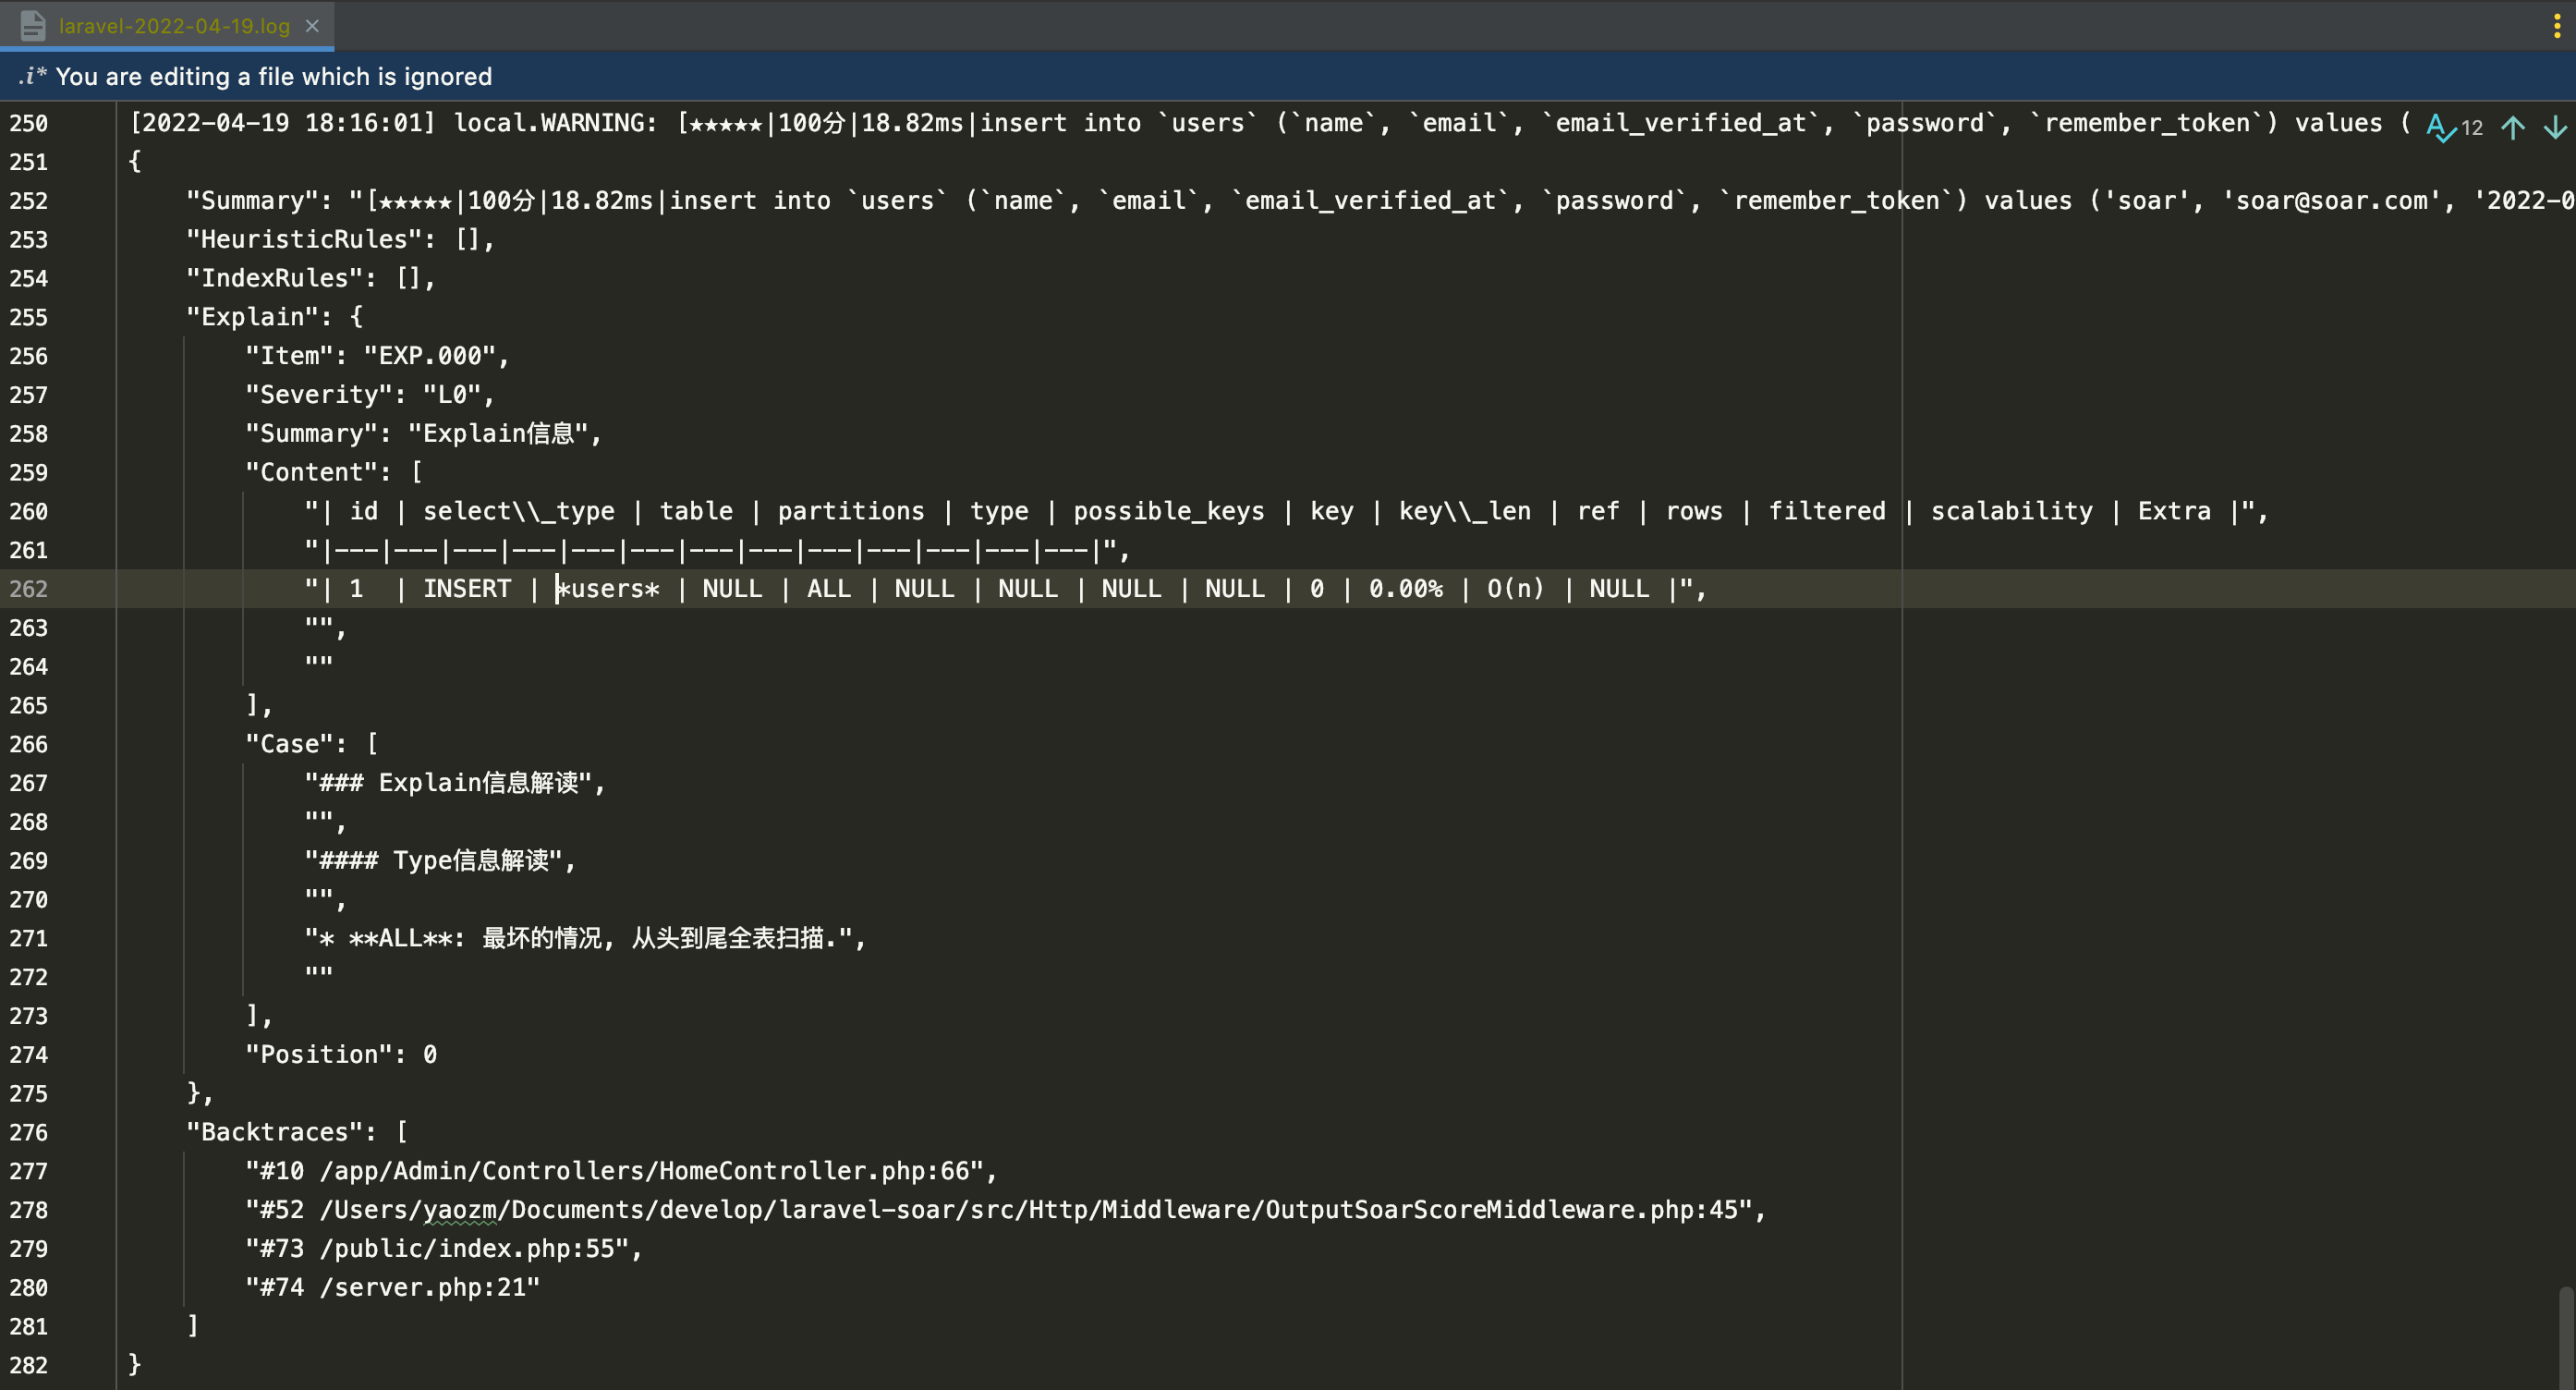 laravel-2022-04-19.log
.i* You are editing a file which is ignored
250 [2022-04-19 18:16:01] local.WARNING: [★★★★★|100分|18.82ms|insert into `users` (`name`, `email`, `email_verified_at`, `password`, `remember_token`) values ( 12
251 {
252 "Summary": "[★★★★★|100分|18.82ms|insert into `users` (`name`, `email`, `email_verified_at`, `password`, `remember_token`) values ('soar', 'soar@soar.com', '2022-0
253 "HeuristicRules": [],
254 "IndexRules": [],
255 "Explain": {
256 "Item": "EXP.000",
257 "Severity": "L0",
258 "Summary": "Explain信息",
259 "Content": [
260 "| id | select\\_type | table | partitions | type | possible_keys | key | key\\_len | ref | rows | filtered | scalability | Extra |",
261 "|---|---|---|---|---|---|---|---|---|---|---|---|---|",
262 "| 1  | INSERT | *users* | NULL | ALL | NULL | NULL | NULL | NULL | 0 | 0.00% | O(n) | NULL |",
263 "",
264 ""
265 ],
266 "Case": [
267 "### Explain信息解读",
268 "",
269 "#### Type信息解读",
270 "",
271 "* **ALL**: 最坏的情况, 从头到尾全表扫描.",
272 ""
273 ],
274 "Position": 0
275 },
276 "Backtraces": [
277 "#10 /app/Admin/Controllers/HomeController.php:66",
278 "#52 /Users/yaozm/Documents/develop/laravel-soar/src/Http/Middleware/OutputSoarScoreMiddleware.php:45",
279 "#73 /public/index.php:55",
280 "#74 /server.php:21"
281 ]
282 }